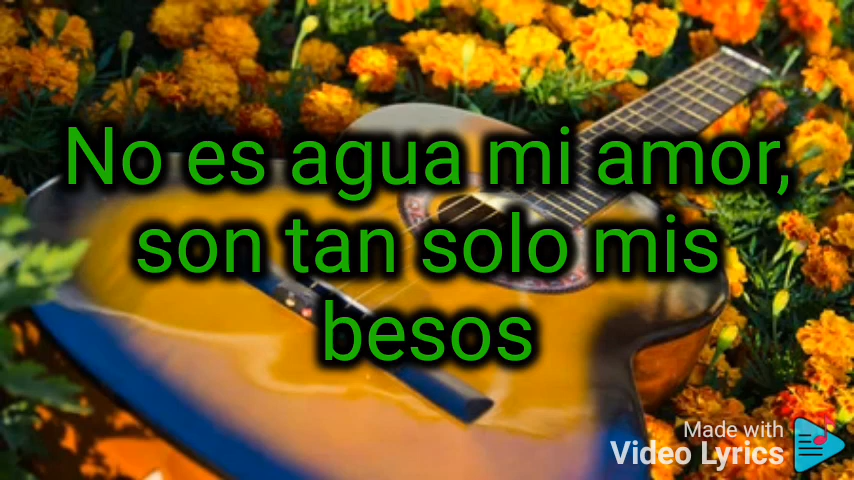 No es agua mi amor,
son tan solo mis
besos
Made with
Video Lyrics